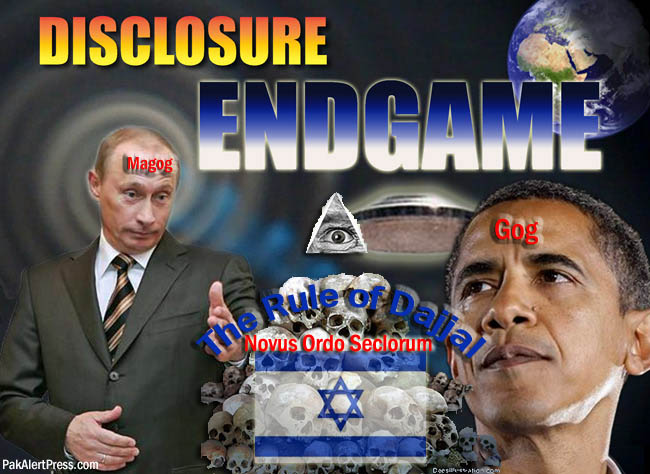 DISCLOSURE
ENDGAME
Magog
Gog
The Rule of Dajjal
Novus Ordo Seclorum
PakAlertPress.com